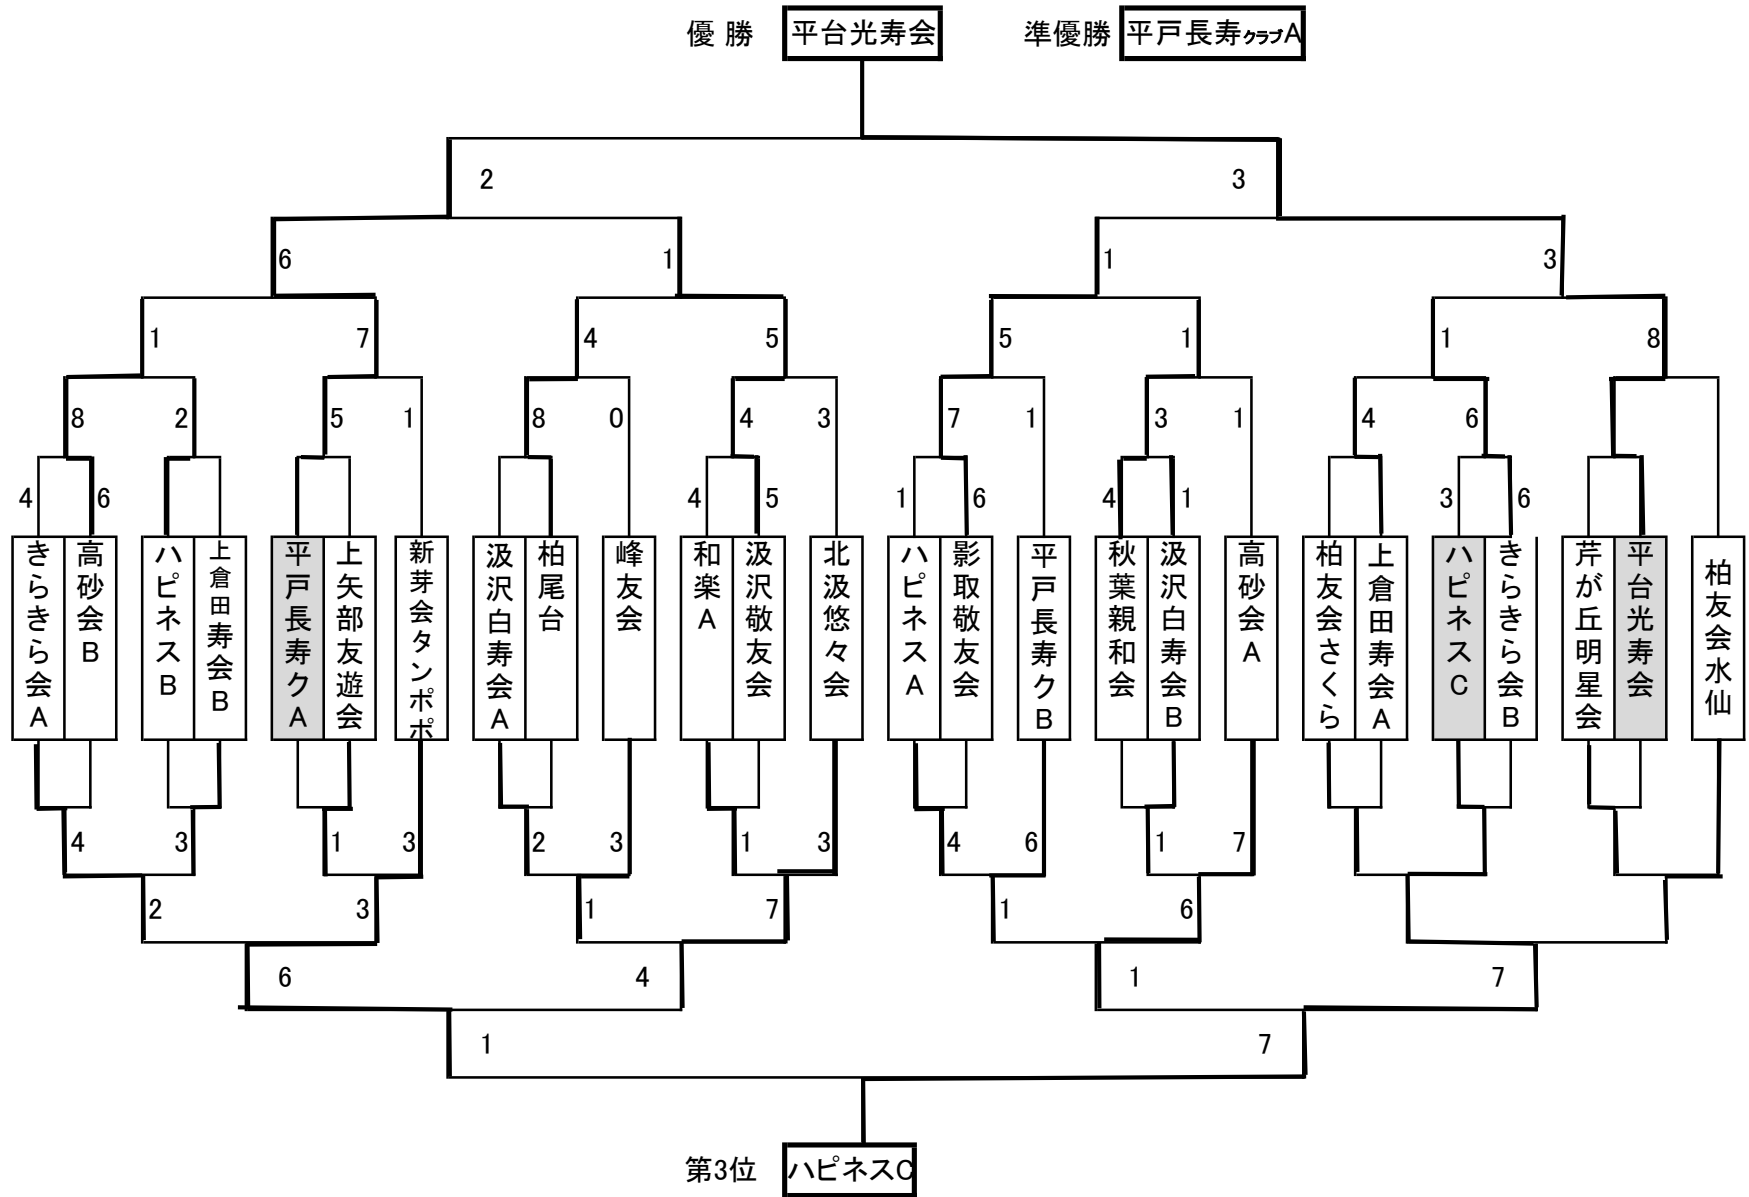 優 勝 平台光寿会 準優勝 平戸長寿クラブA
2 3
6 1 1 3
1 7 4 5 5 1 1 8
8 2 5 1 8 0 4 3 7 1 3 1 4 6
4 6 4 5 1 6 4 1 3 6
きらきら会A
高砂会B
ハピネスB
上倉田寿会B
平戸長寿クA
上矢部友遊会
新芽会タンポポ
汲沢白寿会A
柏尾台
峰友会
和楽A
汲沢敬友会
北汲悠々会
ハピネスA
影取敬友会
平戸長寿クB
秋葉親和会
汲沢白寿会B
高砂会A
柏友会さくら
上倉田寿会A
ハピネスC
きらきら会B
芹が丘明星会
平台光寿会
柏友会水仙
4 3 1 3 2 3 1 3 4 6 1 7
2 3 1 7 1 6
6 4 1 7
1 7
第3位 ハピネスC